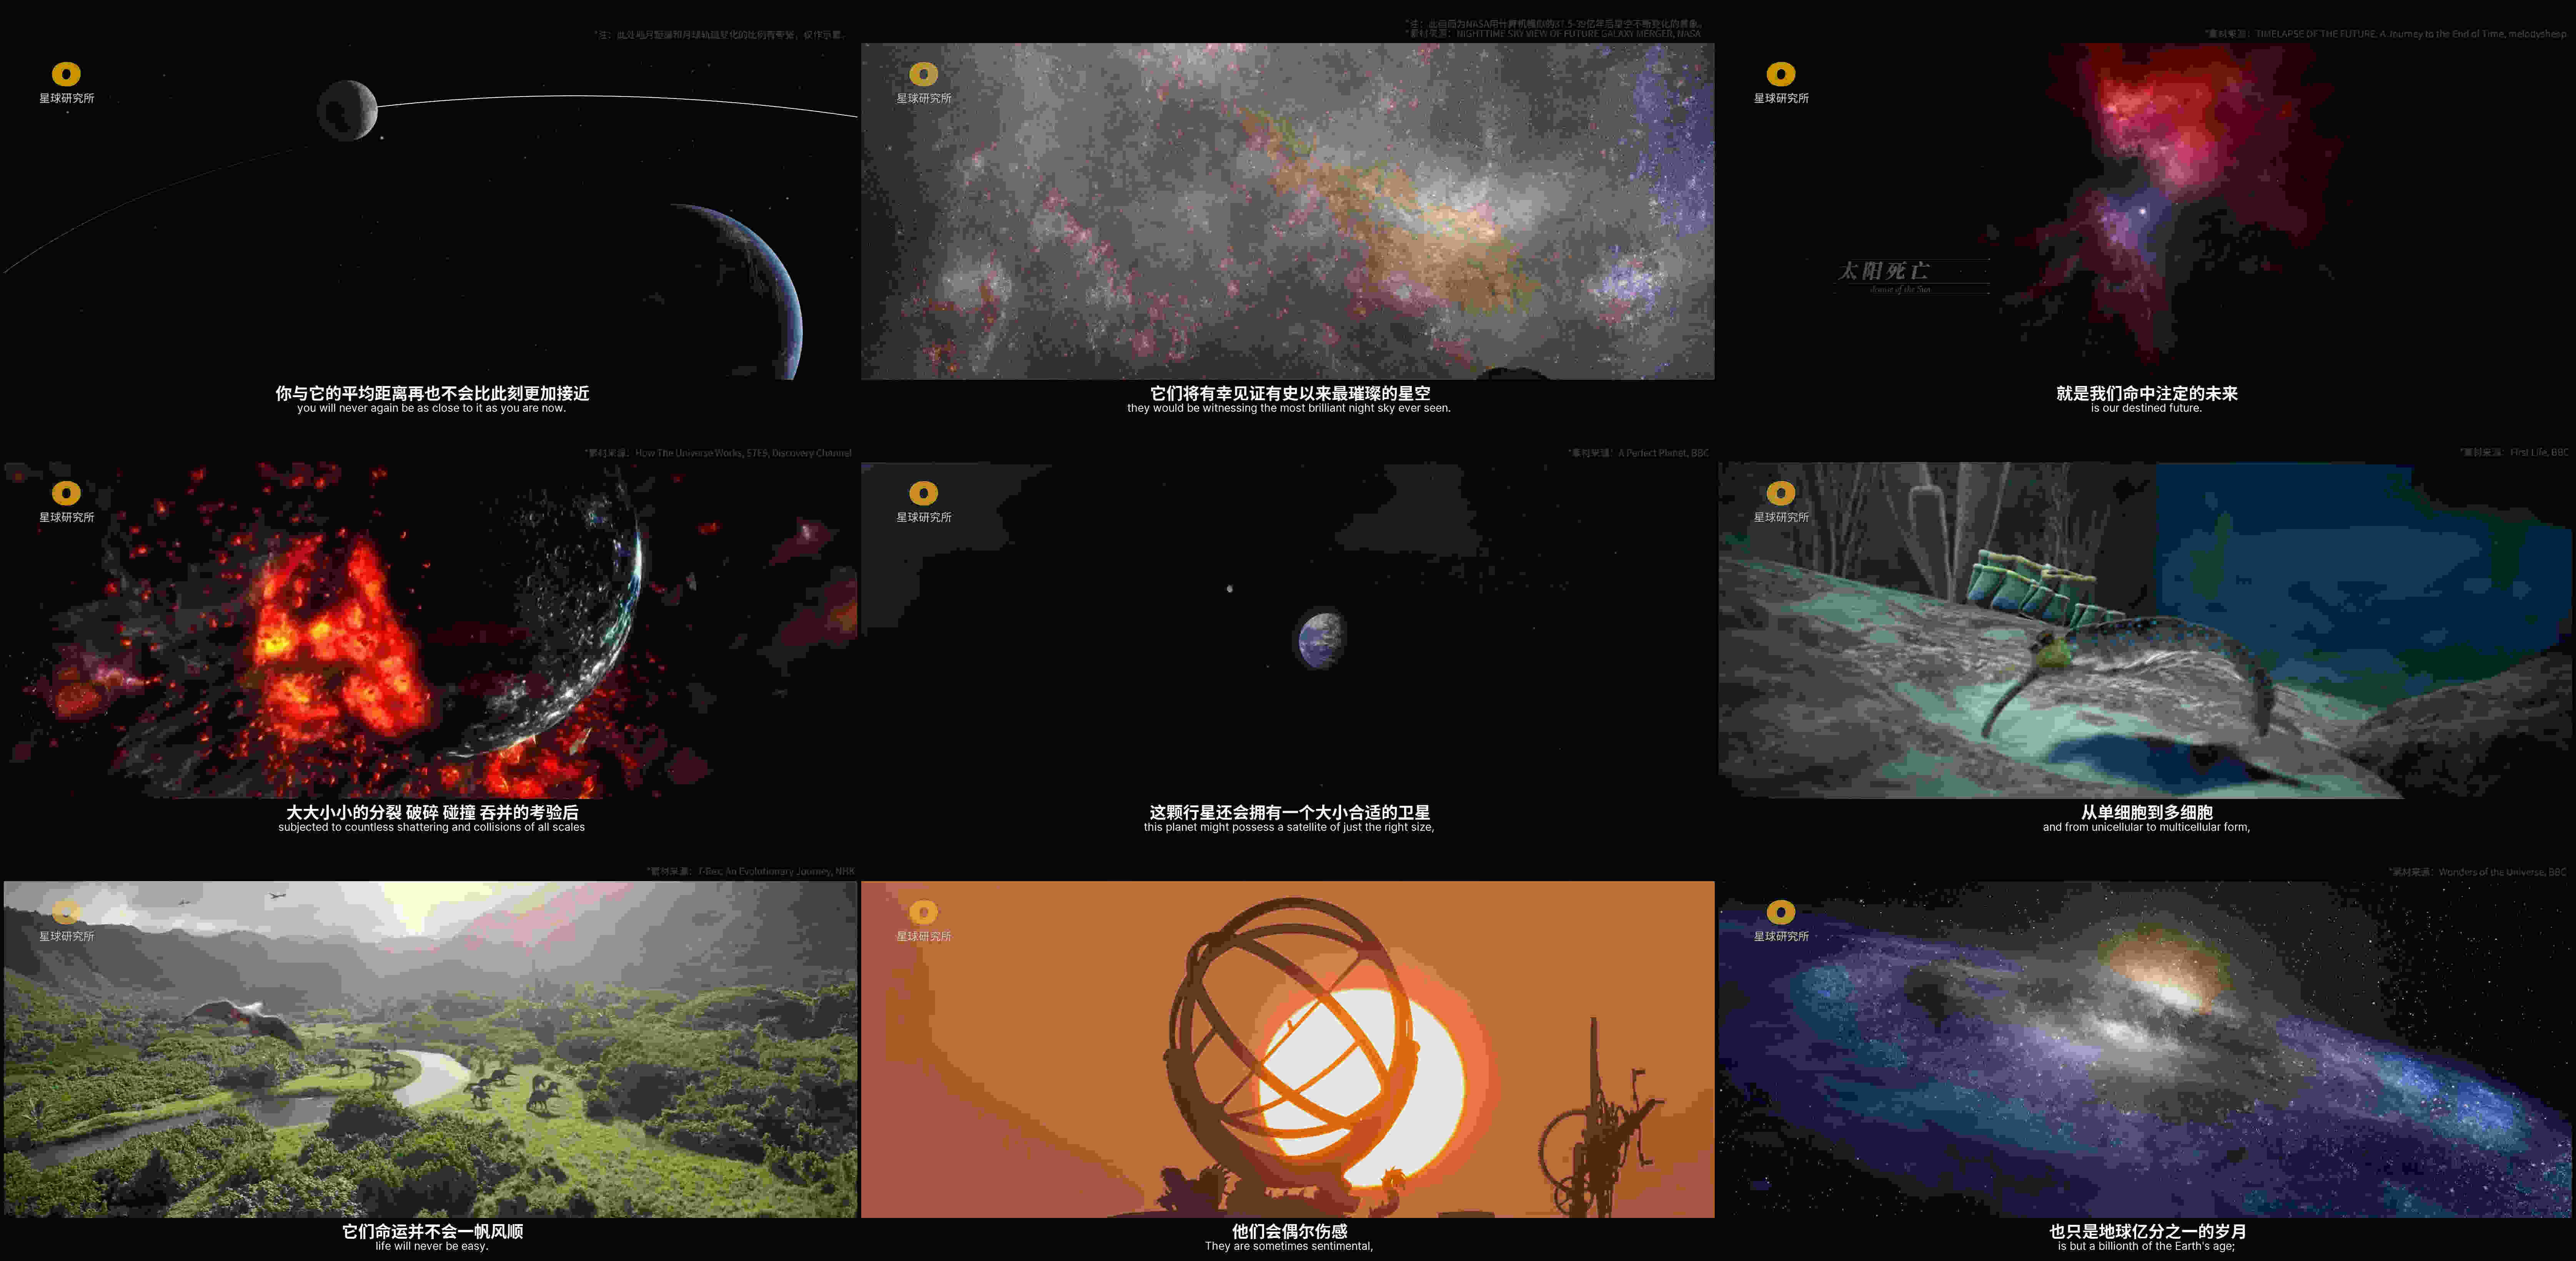 *注：此处地月距离和月球轨道变化的比例有夸张，仅作示意。
星球研究所
你与它的平均距离再也不会比此刻更加接近
you will never again be as close to it as you are now.
*注：此画面为NASA用计算机模拟的37.5-39亿年后星空不断变化的景象。
*素材来源：NIGHTTIME SKY VIEW OF FUTURE GALAXY MERGER, NASA
星球研究所
它们将有幸见证有史以来最璀璨的星空
they would be witnessing the most brilliant night sky ever seen.
*素材来源：TIMELAPSE OF THE FUTURE: A Journey to the End of Time, melodysheep
星球研究所
太阳死亡
demise of the Sun
就是我们命中注定的未来
is our destined future.
*素材来源：How The Universe Works, S7E9, Discovery Channel
星球研究所
大大小小的分裂 破碎 碰撞 吞并的考验后
subjected to countless shattering and collisions of all scales
*素材来源：A Perfect Planet, BBC
星球研究所
这颗行星还会拥有一个大小合适的卫星
this planet might possess a satellite of just the right size,
*素材来源：First Life, BBC
星球研究所
从单细胞到多细胞
and from unicellular to multicellular form,
*素材来源：T-Rex: An Evolutionary Journey, NHK
星球研究所
它们命运并不会一帆风顺
life will never be easy.
星球研究所
他们会偶尔伤感
They are sometimes sentimental,
*素材来源：Wonders of the Universe, BBC
星球研究所
也只是地球亿分之一的岁月
is but a billionth of the Earth's age;